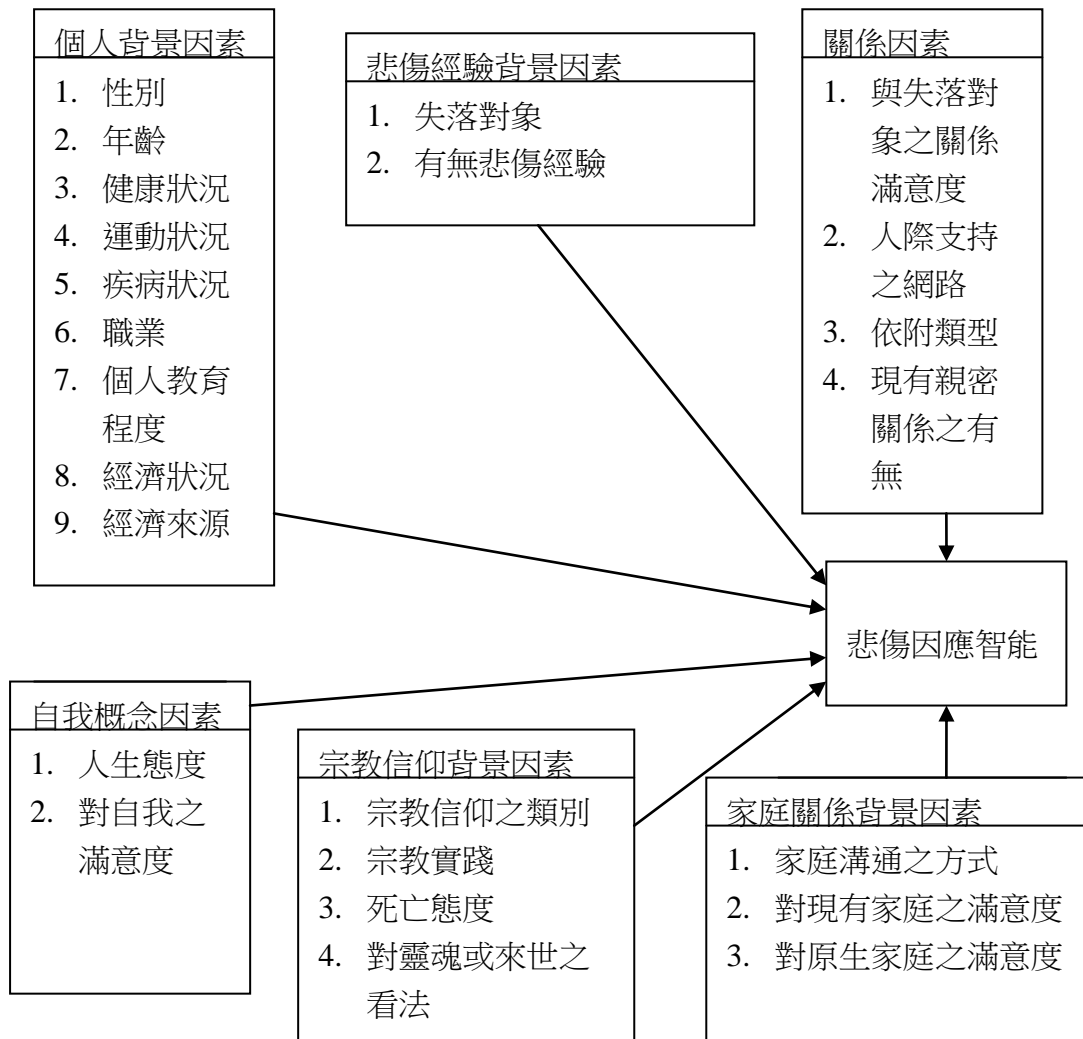 個人背景因素
1. 性別
2. 年齡
3. 健康狀況
4. 運動狀況
5. 疾病狀況
6. 職業
7. 個人教育
程度
8. 經濟狀況
9. 經濟來源
悲傷經驗背景因素
1. 失落對象
2. 有無悲傷經驗
關係因素
1. 與失落對
象之關係
滿意度
2. 人際支持
之網路
3. 依附類型
4. 現有親密
關係之有
無
悲傷因應智能
自我概念因素
1. 人生態度
2. 對自我之
滿意度
宗教信仰背景因素
1. 宗教信仰之類別
2. 宗教實踐
3. 死亡態度
4. 對靈魂或來世之
看法
家庭關係背景因素
1. 家庭溝通之方式
2. 對現有家庭之滿意度
3. 對原生家庭之滿意度